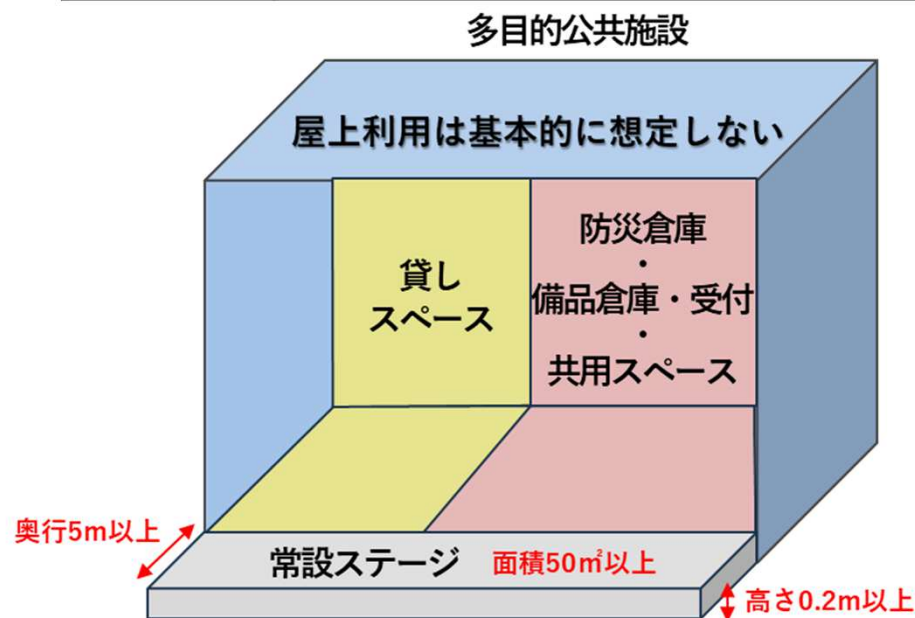 多目的公共施設
屋上利用は基本的に想定しない
貸し
スペース
防災倉庫
・
備品倉庫・受付
・
共用スペース
奥行5m以上
常設ステージ 面積50㎡以上
高さ0.2m以上